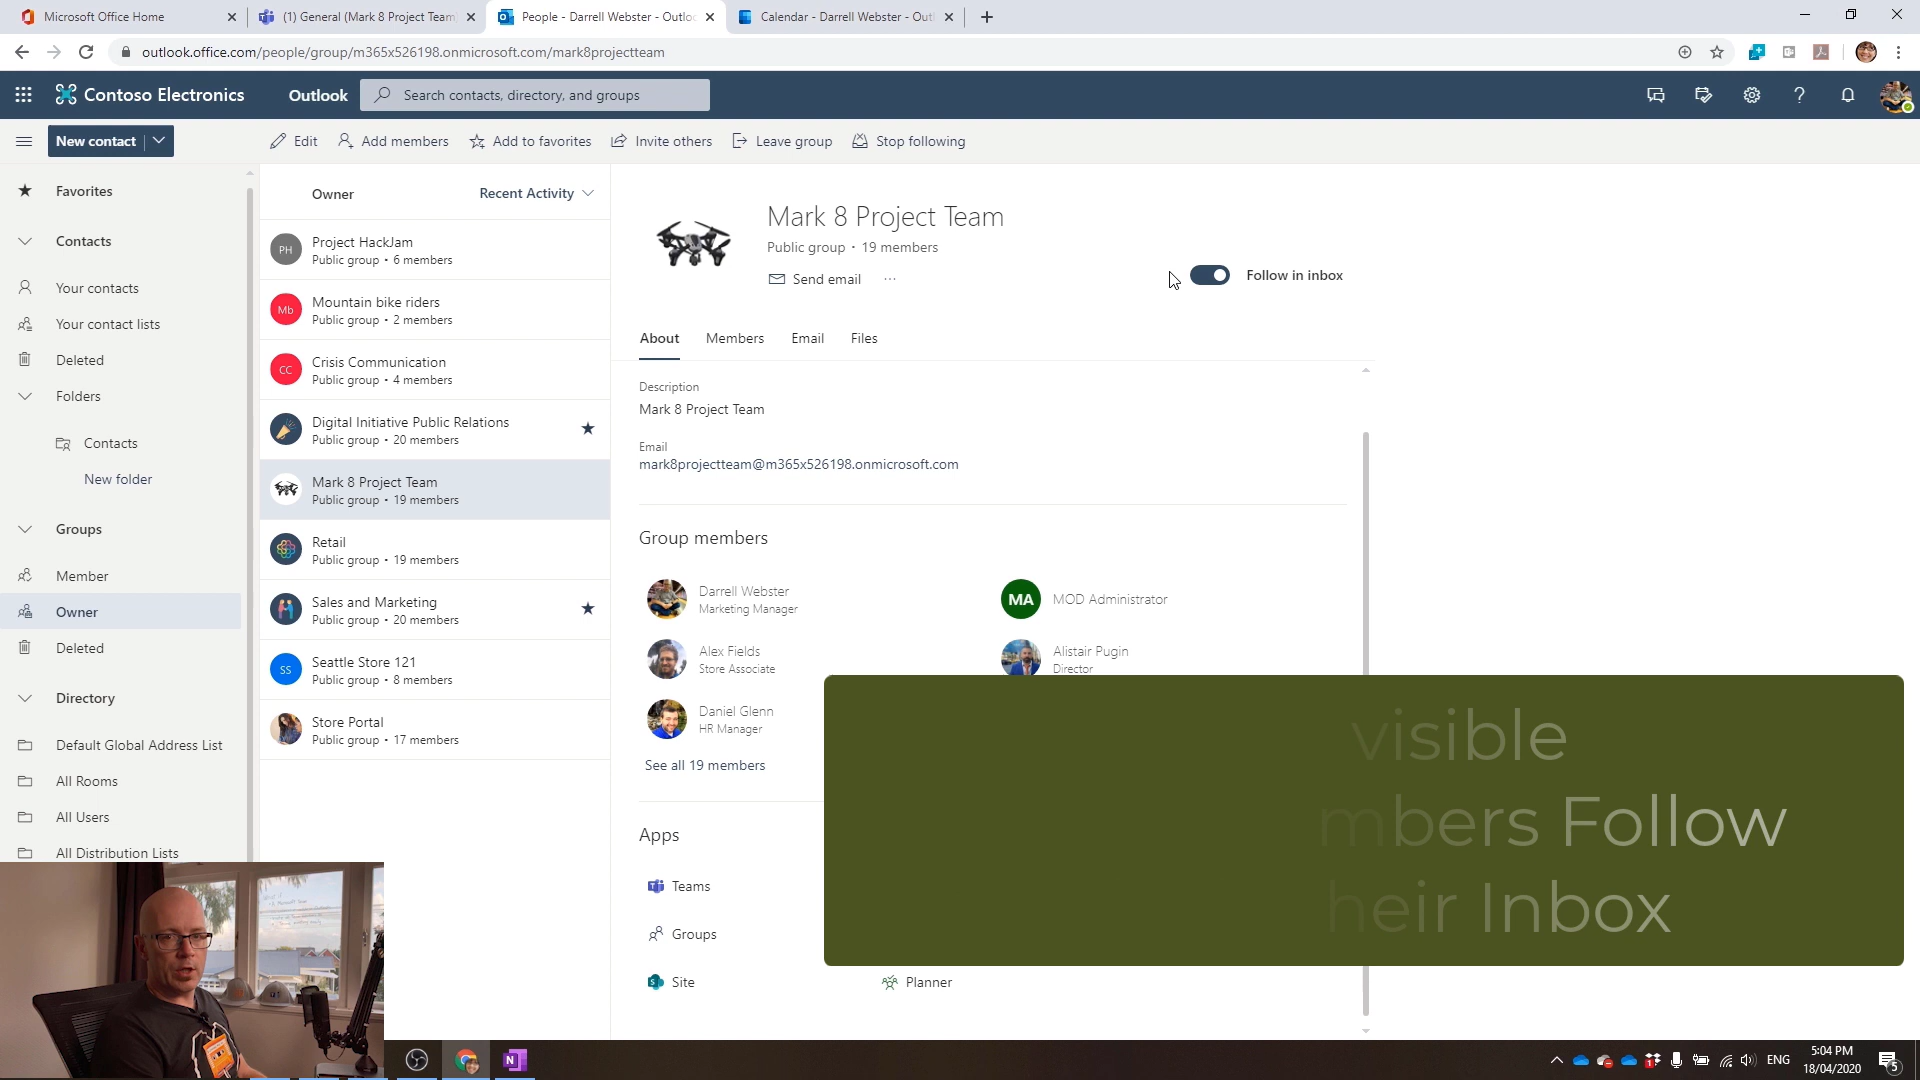 Microsoft Office Home
(1) General (Mark 8 Project Team)
People - Darrell Webster - Outloo
Calendar - Darrell Webster - Out
outlook.office.com/people/group/m365x526198.onmicrosoft.com/mark8projectteam
Contoso Electronics
Outlook
Search contacts, directory, and groups
New contact
Edit
Add members
Add to favorites
Invite others
Leave group
Stop following
Favorites
Contacts
Your contacts
Your contact lists
Deleted
Folders
Contacts
New folder
Groups
Member
Owner
Deleted
Directory
Default Global Address List
All Rooms
All Users
All Distribution Lists
Owner
Recent Activity
PH
Project HackJam
Public group • 6 members
Mb
Mountain bike riders
Public group • 2 members
CC
Crisis Communication
Public group • 4 members
Digital Initiative Public Relations
Public group • 20 members
Mark 8 Project Team
Public group • 19 members
Retail
Public group • 19 members
Sales and Marketing
Public group • 20 members
SS
Seattle Store 121
Public group • 8 members
Store Portal
Public group • 17 members
Mark 8 Project Team
Public group • 19 members
Send email
Follow in inbox
About
Members
Email
Files
Description
Mark 8 Project Team
Email
mark8projectteam@m365x526198.onmicrosoft.com
Group members
Darrell Webster
Marketing Manager
MA
MOD Administrator
Alex Fields
Store Associate
Alistair Pugin
Director
Daniel Glenn
HR Manager
See all 19 members
Apps
Teams
Groups
Site
Planner
visible
mbers Follow
heir Inbox
ENG
5:04 PM
18/04/2020
5